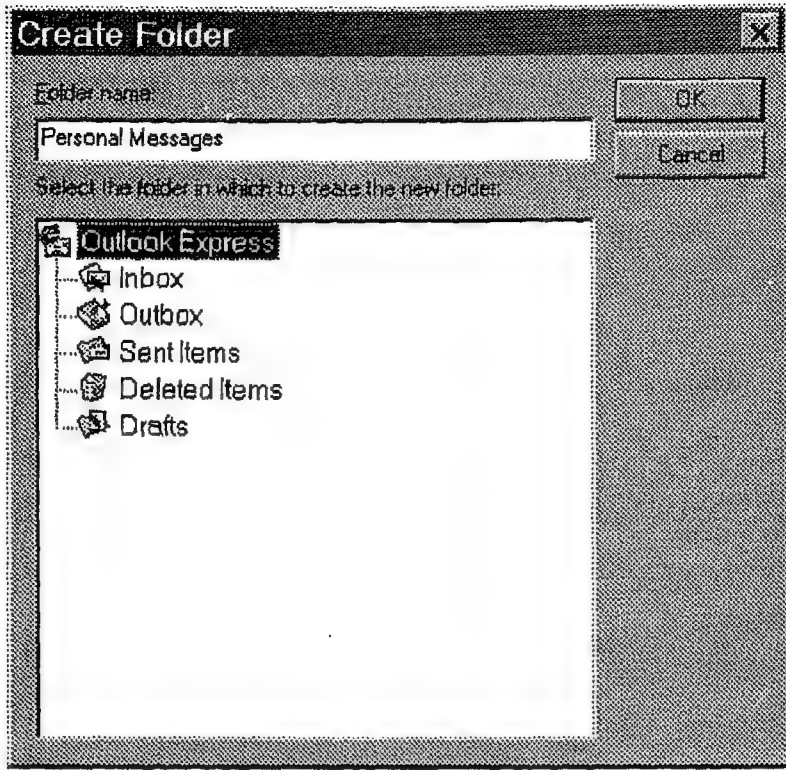 Create Folder
Folder name:
OK
Personal Messages
Cancel
Select the folder in which to create the new folder:
Outlook Express
Inbox
Outbox
Sent Items
Deleted Items
Drafts